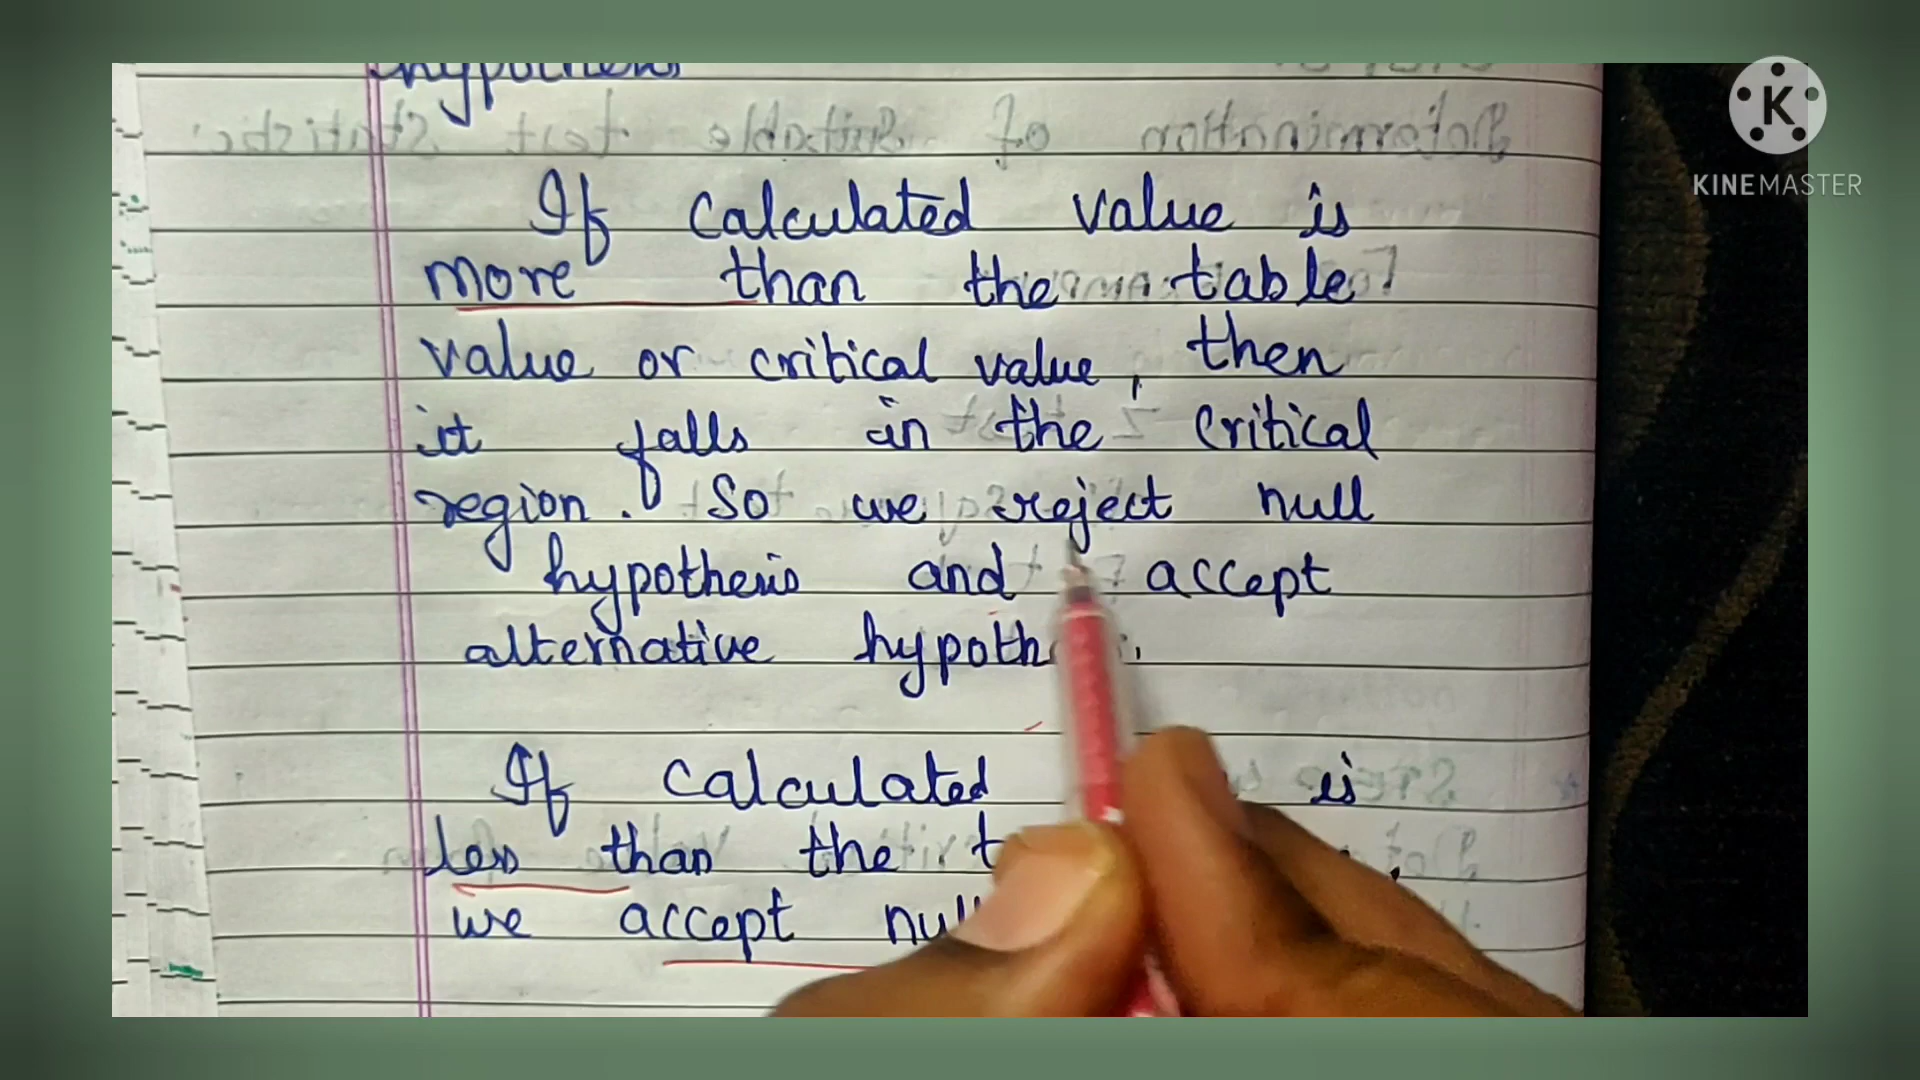 hypothesis
If calculated value is
more than the table
value or critical value, then
it falls in the critical
region. So we reject null
hypothesis and accept
alternative
If calculated is
less than the
we accept
KINEMASTER